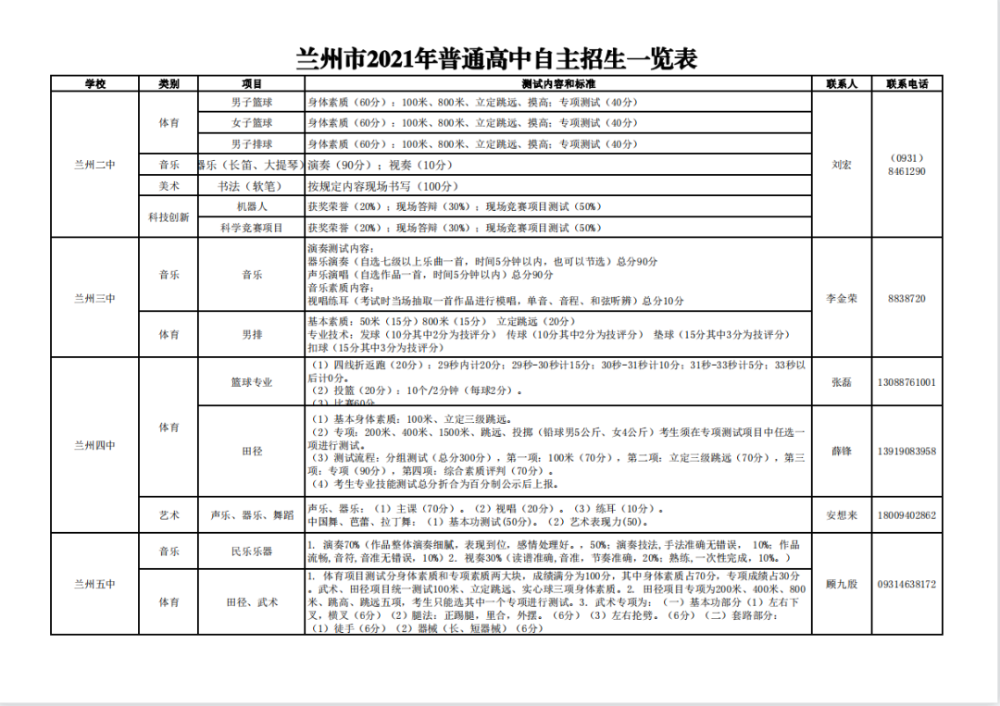 兰州市2021年普通高中自主招生一览表
学校 类别 项目 测试内容和标准 联系人 联系电话
兰州二中 体育 男子篮球 身体素质（60分）：100米、800米、立定跳远、摸高；专项测试（40分） 刘宏 （0931）8461290
女子篮球 身体素质（60分）：100米、800米、立定跳远、摸高；专项测试（40分）
男子排球 身体素质（60分）：100米、800米、立定跳远、摸高；专项测试（40分）
音乐 器乐（长笛、大提琴） 演奏（90分）；视奏（10分）
美术 书法（软笔） 按规定内容现场书写（100分）
科技创新 机器人 获奖荣誉（20%）；现场答辩（30%）；现场竞赛项目测试（50%）
科学竞赛项目 获奖荣誉（20%）；现场答辩（30%）；现场竞赛项目测试（50%）
兰州三中 音乐 音乐 李金荣 8838720
演奏测试内容：
器乐演奏（自选七级以上乐曲一首，时间5分钟以内，也可以节选）总分90分
声乐演唱（自选作品一首，时间5分钟以内）总分90分
音乐素质内容：
视唱练耳（考试时当场抽取一首作品进行模唱，单音、音程、和弦听辨）总分10分
体育 男排
基本素质：50米（15分）800米（15分） 立定跳远（20分）
专业技术：发球（10分其中2分为技评分） 传球（10分其中2分为技评分） 垫球（15分其中3分为技评分）
扣球（15分其中3分为技评分）
兰州四中 体育 篮球专业 张磊 13088761001
（1）四线折返跑（20分）：29秒内计20分；29秒-30秒计15分；30秒-31秒计10分；31秒-33秒计5分；33秒以
后计0分。
（2）投篮（20分）：10个/2分钟（每球2分）。
（3）比赛60分
田径 薛锋 13919083958
（1）基本身体素质：100米、立定三级跳远。
（2）专项：200米、400米、1500米、跳远、投掷（铅球男5公斤、女4公斤）考生须在专项测试项目中任选一
项进行测试。
（3）测试流程：分组测试（总分300分），第一项：100米（70分），第二项：立定三级跳远（70分），第三
项：专项（90分），第四项：综合素质评判（70分）。
（4）考生专业技能测试总分折合为百分制公示后上报。
艺术 声乐、器乐、舞蹈 安想来 18009402862
声乐、器乐：（1）主课（70分）。（2）视唱（20分）。（3）练耳（10分）。
中国舞、芭蕾、拉丁舞：（1）基本功测试(50分)。（2）艺术表现力(50)。
兰州五中 音乐 民乐乐器 顾九股 09314638172
1. 演奏70%（作品整体演奏细腻，表现到位，感情处理好。，50%；演奏技法,手法准确无错误， 10%；作品
流畅,音符,音准无错误，10%）2. 视奏30%（读谱准确,音准，节奏准确，20%；熟练,一次性完成，10%。）
体育 田径、武术
1. 体育项目测试分身体素质和专项素质两大块，成绩满分为100分，其中身体素质占70分，专项成绩占30分
。武术、田径项目统一测试100米、立定跳远、实心球三项身体素质。2. 田径项目专项为200米、400米、800
米、跳高、跳远五项，考生只能选其中一个专项进行测试。3．武术专项为：（一）基本功部分（1）左右下
叉，横叉（6分）（2）腿法：正踢腿，里合，外摆。（6分）（3）左右抡劈。（6分）（二）套路部分：
（1）徒手（6分）（2）器械（长、短器械）（6分）